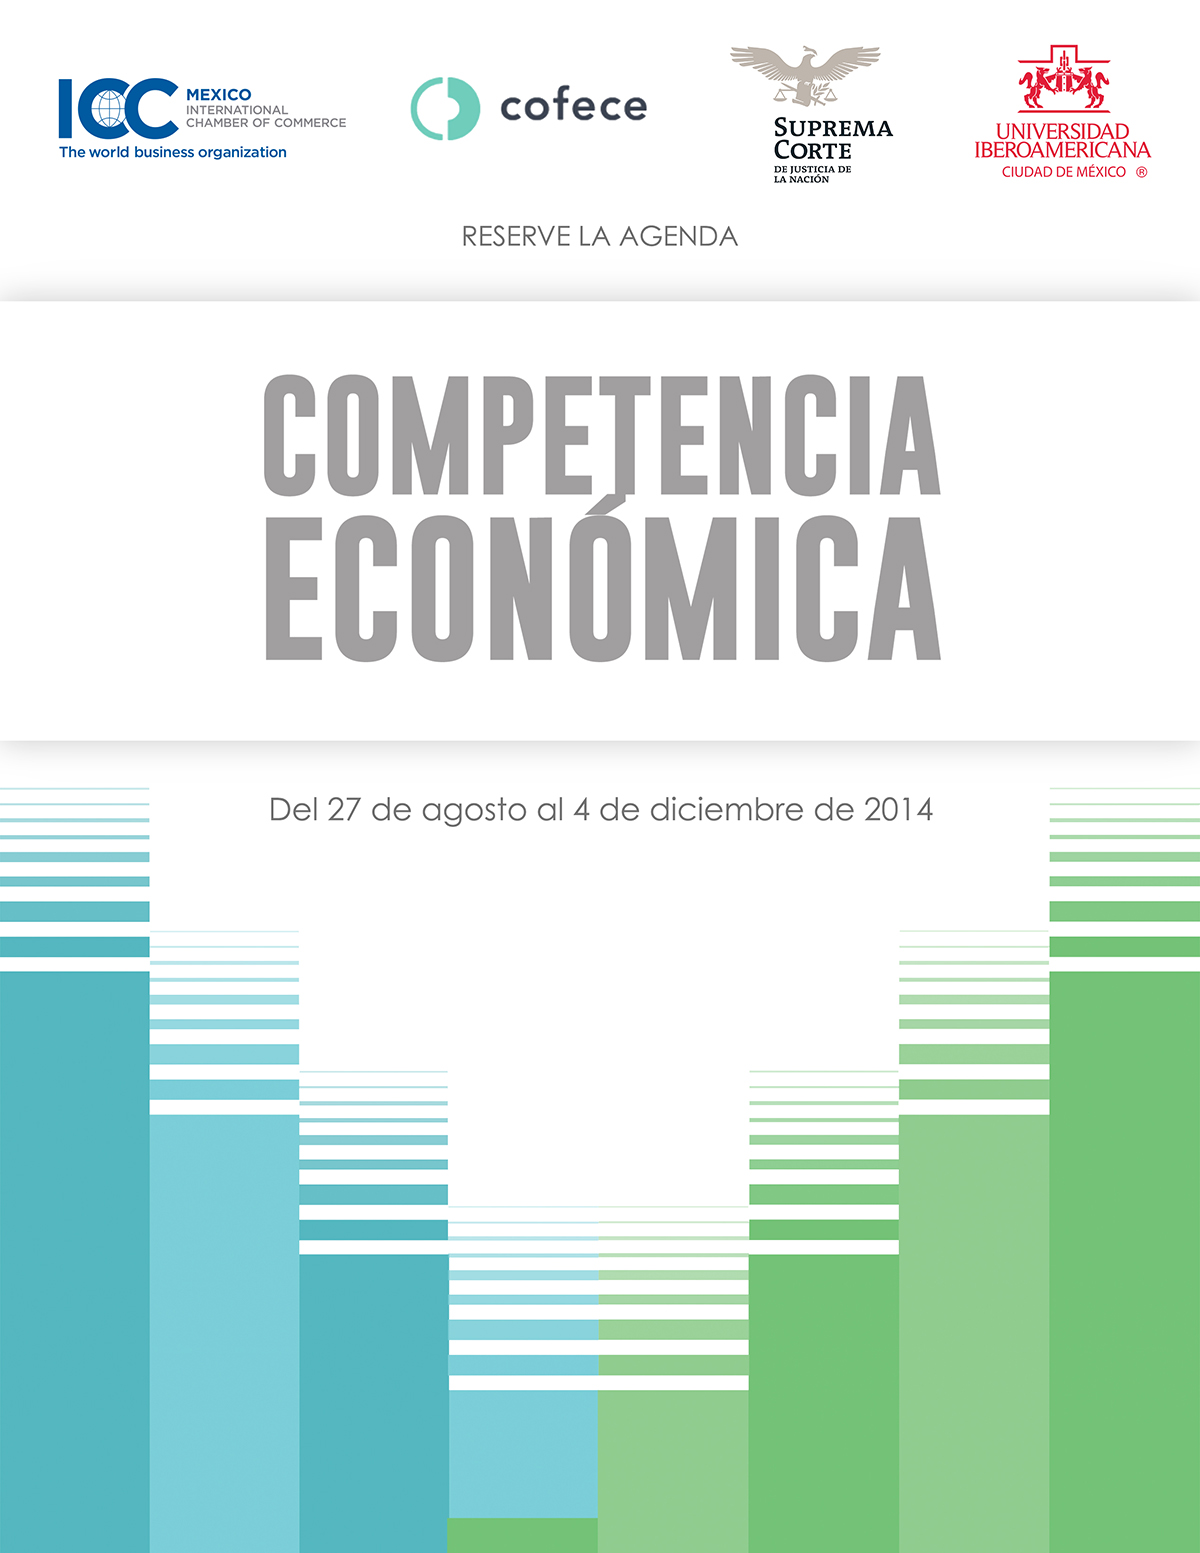 ICC MEXICO
INTERNATIONAL
CHAMBER OF COMMERCE
The world business organization
cofece
SUPREMA
CORTE
DE JUSTICIA DE
LA NACIÓN
UNIVERSIDAD
IBEROAMERICANA
CIUDAD DE MÉXICO ®
RESERVE LA AGENDA
COMPETENCIA
ECONÓMICA
Del 27 de agosto al 4 de diciembre de 2014